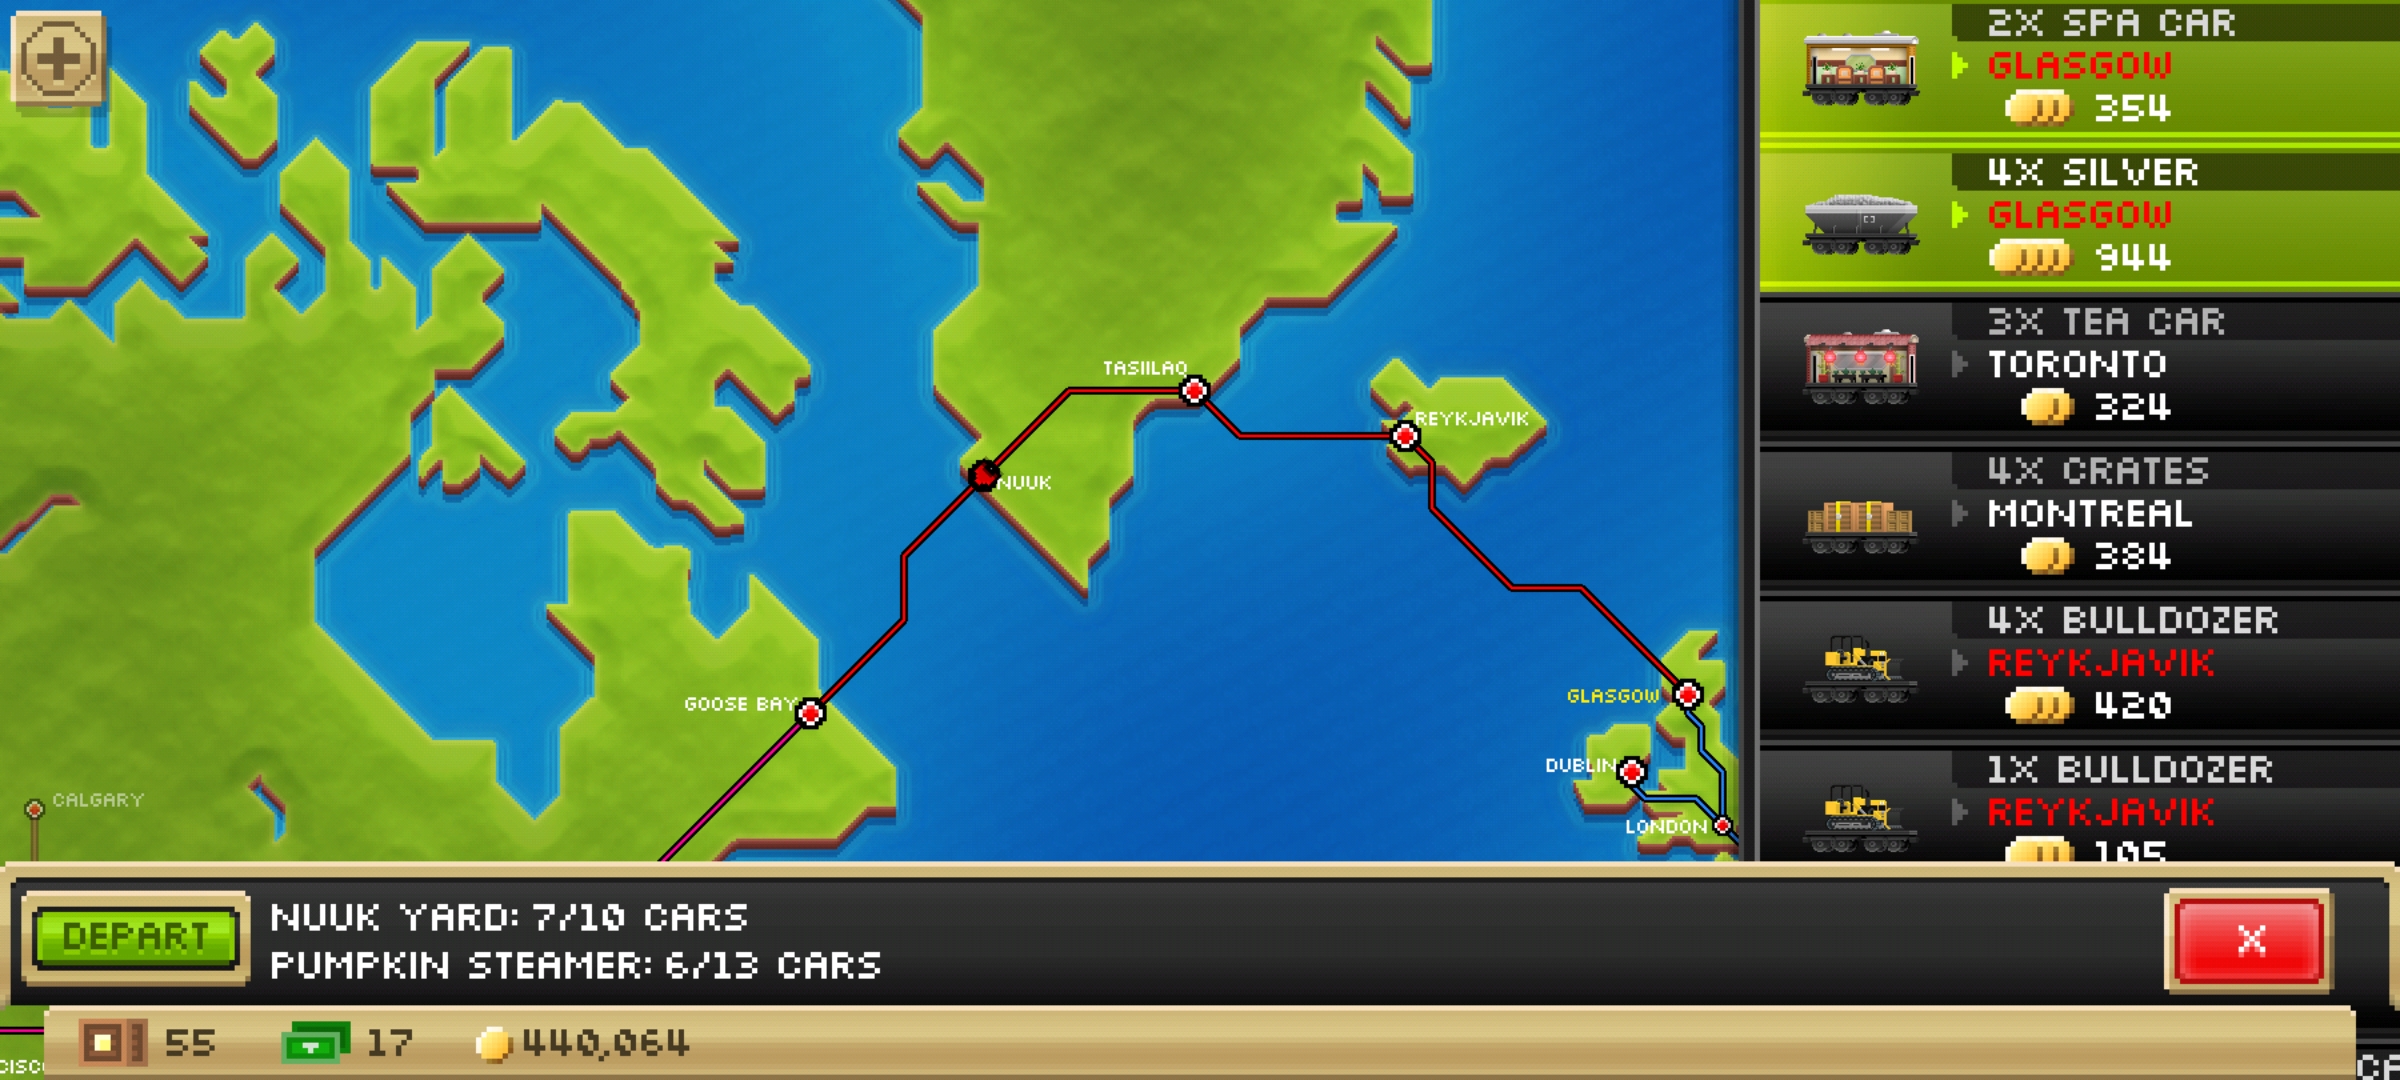 2X SPA CAR
GLASGOW
354
4X SILVER
GLASGOW
944
3X TEA CAR
TORONTO
324
4X CRATES
MONTREAL
384
4X BULLDOZER
REYKJAVIK
420
1X BULLDOZER
REYKJAVIK
105
TASIILAQ
REYKJAVIK
NUUK
GOOSE BAY
GLASGOW
DUBLIN
CALGARY
LONDON
DEPART
NUUK YARD: 7/10 CARS
PUMPKIN STEAMER: 6/13 CARS
X
55
17
440,064